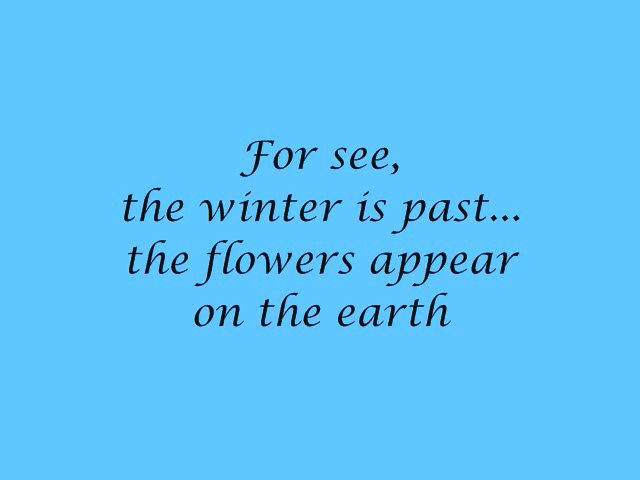 For see,
the winter is past...
the flowers appear
on the earth